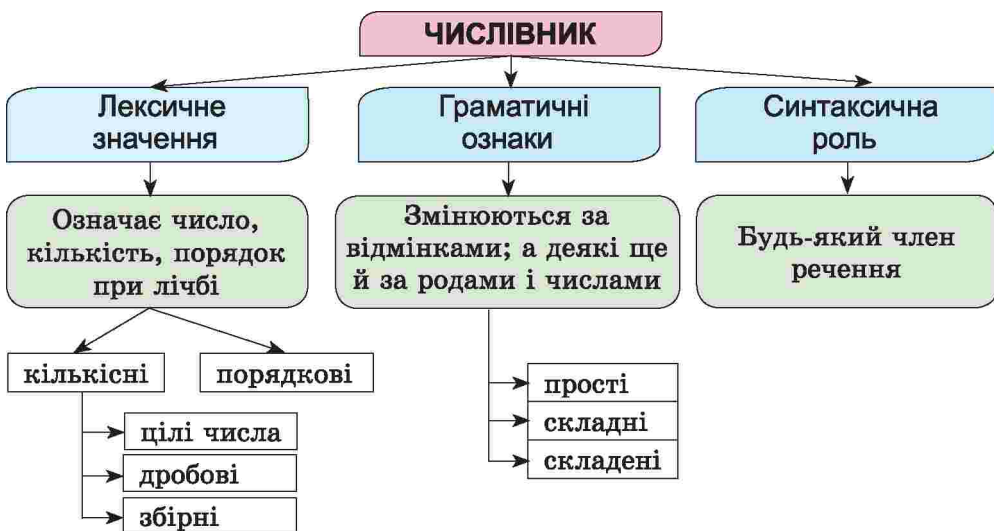 ЧИСЛІВНИК
Лексичне
значення
Граматичні
ознаки
Синтаксична
роль
Означає число,
кількість, порядок
при лічбі
Змінюються за
відмінками; а деякі ще
й за родами і числами
Будь-який член
речення
кількісні
порядкові
цілі числа
дробові
збірні
прості
складні
складені